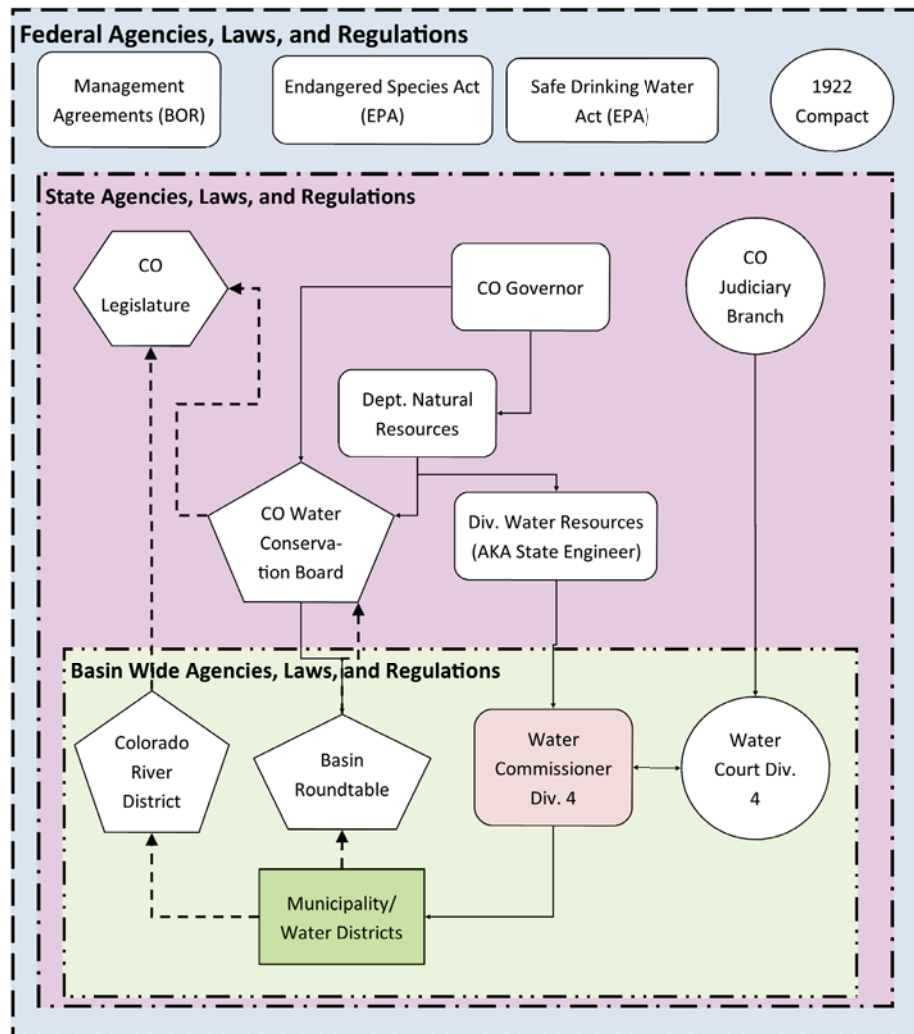 Federal Agencies, Laws, and Regulations
Management
Agreements (BOR)
Endangered Species Act
(EPA)
Safe Drinking Water
Act (EPA)
1922
Compact
State Agencies, Laws, and Regulations
CO
Legislature
CO Governor
CO
Judiciary
Branch
Dept. Natural
Resources
CO Water
Conserva-
tion Board
Div. Water Resources
(AKA State Engineer)
Basin Wide Agencies, Laws, and Regulations
Colorado
River
District
Basin
Roundtable
Water
Commissioner
Div. 4
Water
Court Div.
4
Municipality/
Water Districts